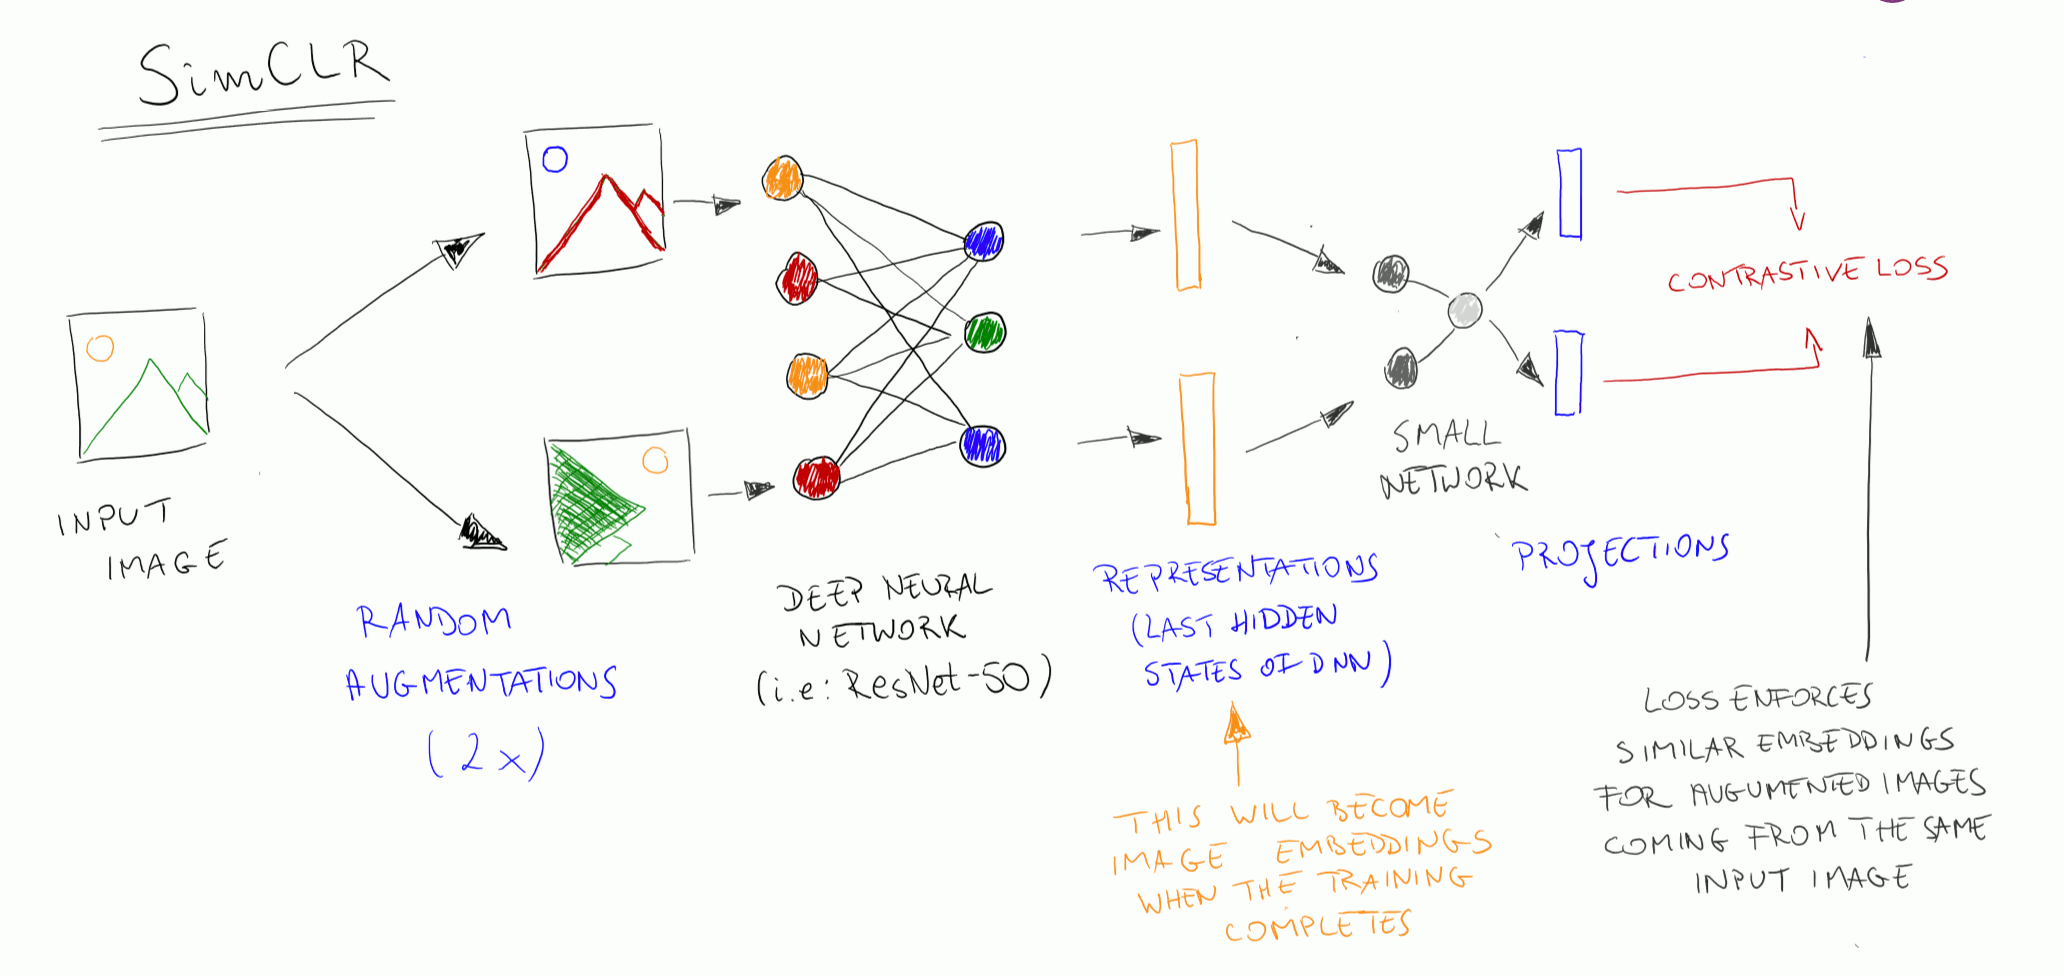 SimCLR
INPUT
IMAGE
RANDOM
AUGMENTATIONS
(2x)
DEEP NEURAL
NETWORK
(i.e: ResNet-50)
REPRESENTATIONS
(LAST HIDDEN
STATES OF DNN)
THIS WILL BECOME
IMAGE EMBEDDINGS
WHEN THE TRAINING
COMPLETES
SMALL
NETWORK
PROJECTIONS
CONTRASTIVE LOSS
LOSS ENFORCES
SIMILAR EMBEDDINGS
FOR AUGUMENTED IMAGES
COMING FROM THE SAME
INPUT IMAGE